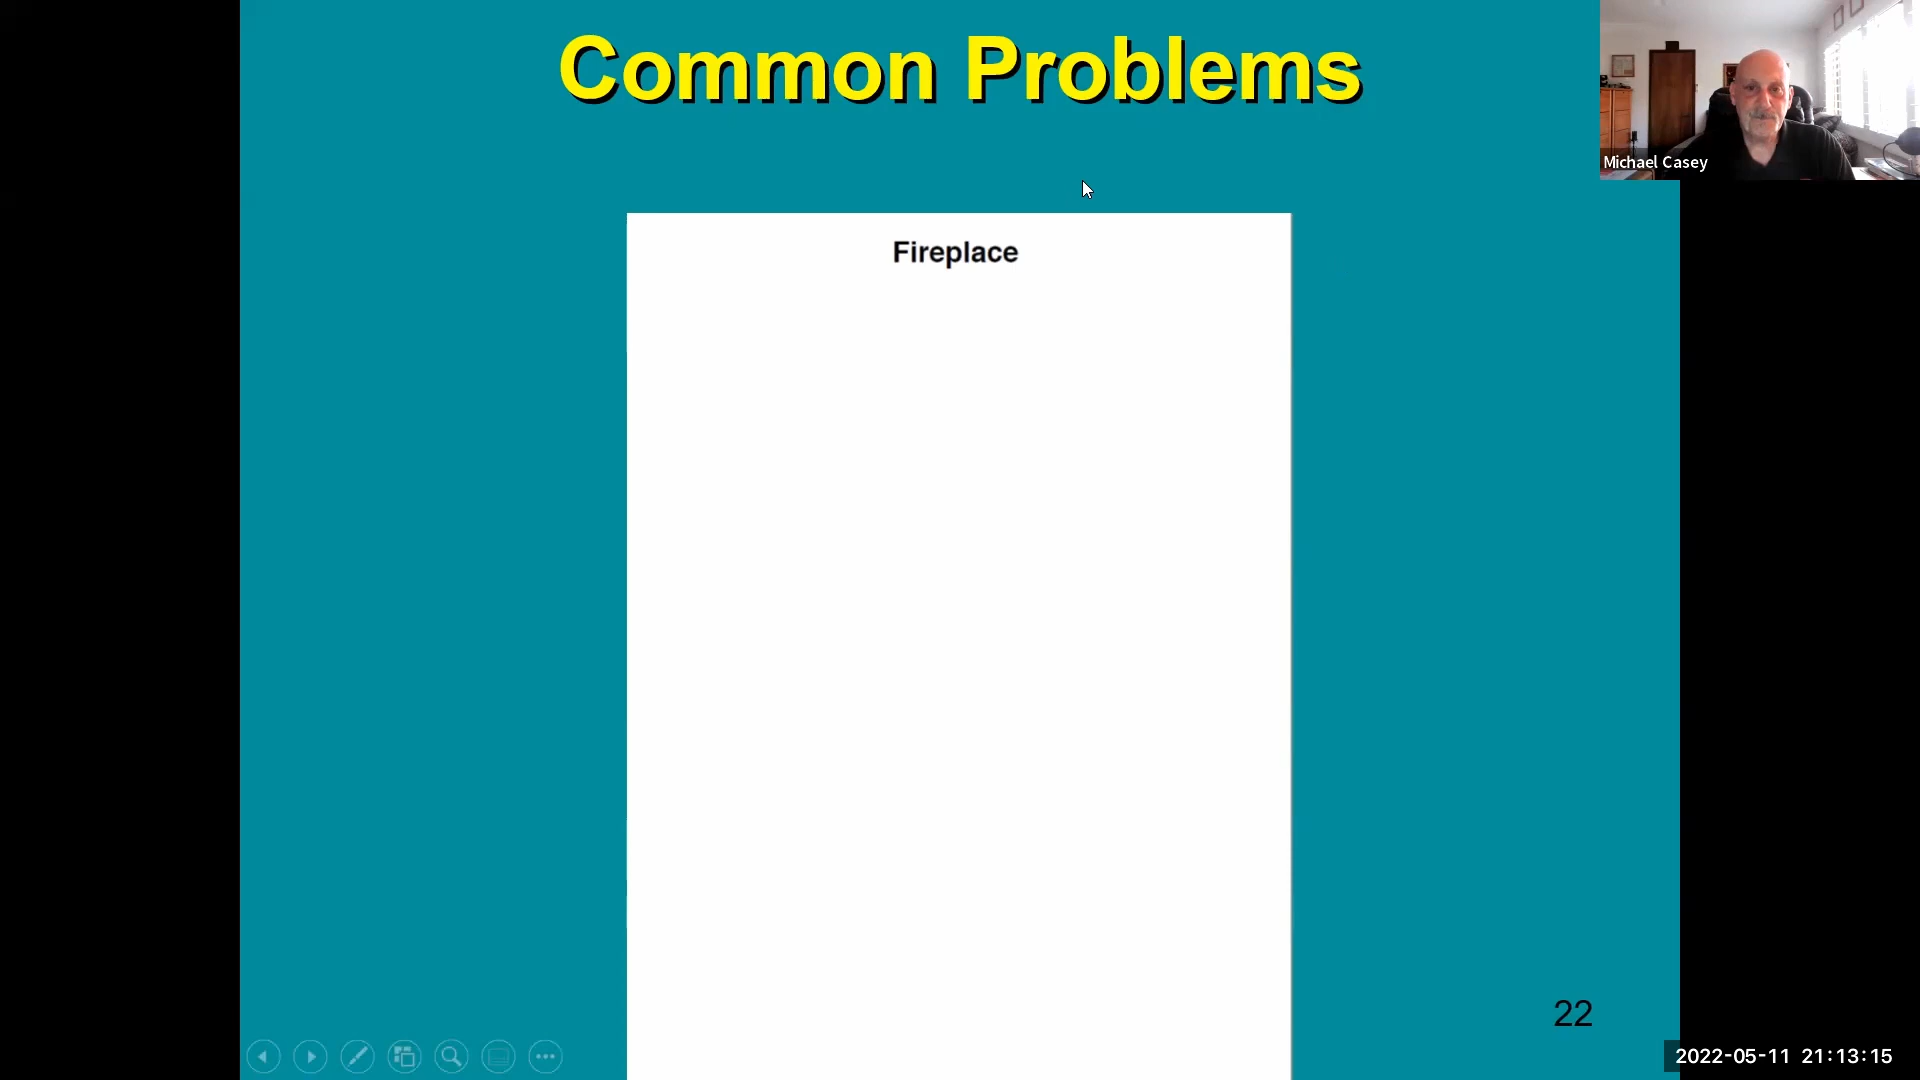 Common Problems
Michael Casey
Fireplace
22
2022-05-11 21:13:15